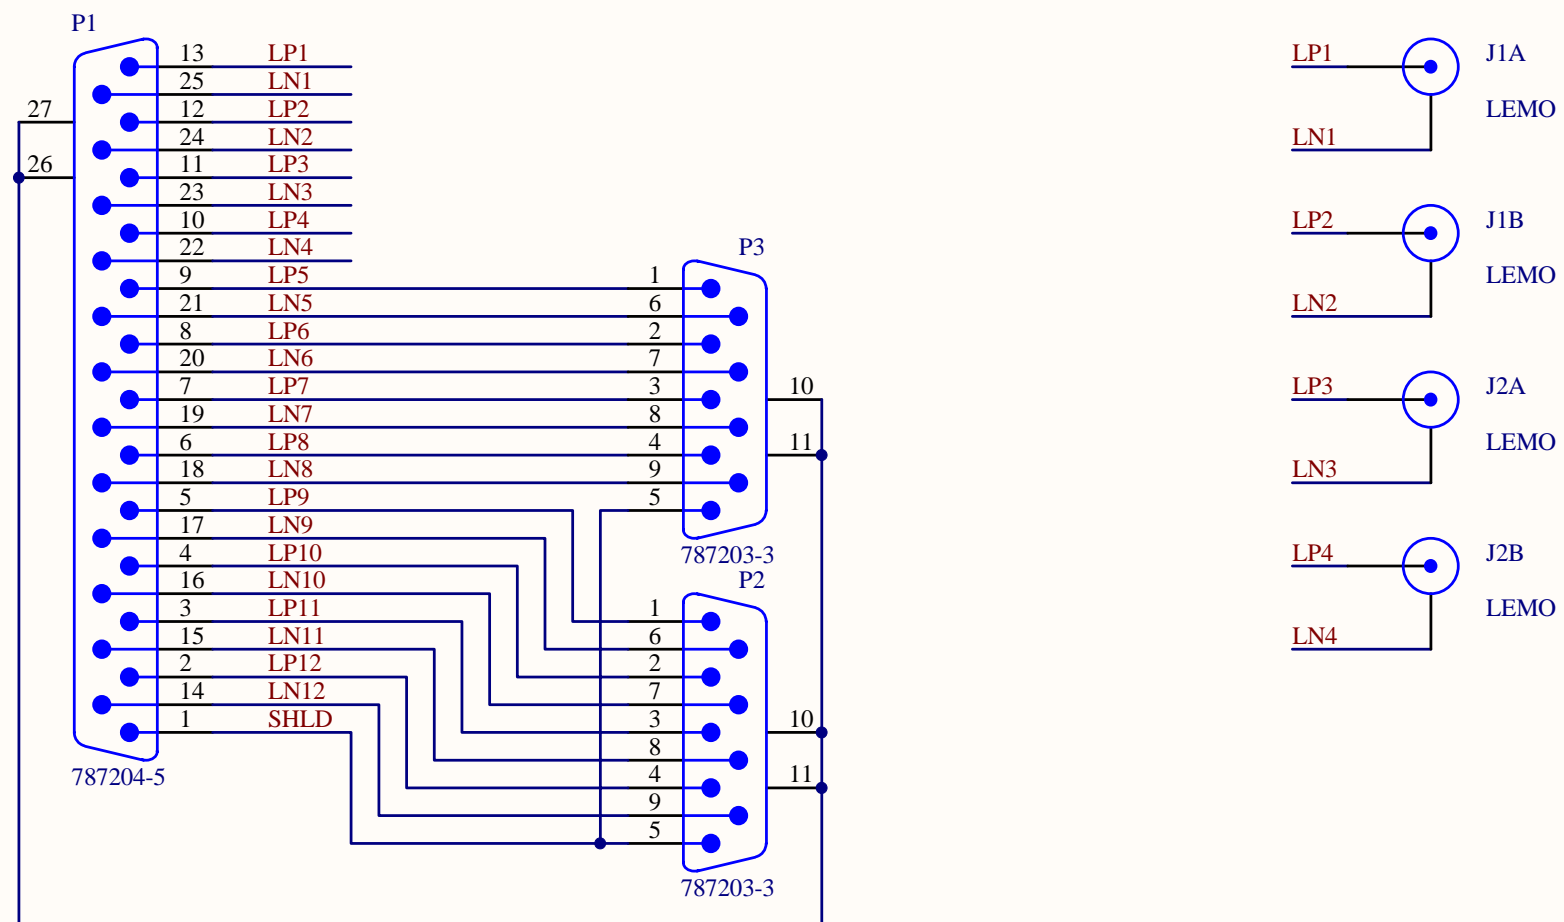 P1
13 LP1
25 LN1
27
12 LP2
24 LN2
26
11 LP3
23 LN3
10 LP4
22 LN4
9 LP5
21 LN5
8 LP6
20 LN6
7 LP7
19 LN7
6 LP8
18 LN8
5 LP9
17 LN9
4 LP10
16 LN10
3 LP11
15 LN11
2 LP12
14 LN12
1 SHLD
787204-5
P3
1
6
2
7
3
10
8
4
11
9
5
787203-3
P2
1
6
2
7
3
10
8
4
11
9
5
787203-3
LP1 J1A
LEMO
LN1
LP2 J1B
LEMO
LN2
LP3 J2A
LEMO
LN3
LP4 J2B
LEMO
LN4